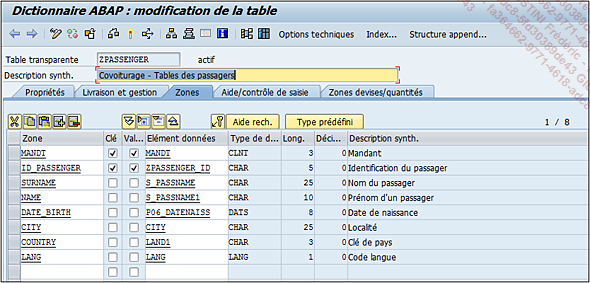 Dictionnaire ABAP : modification de la table
Options techniques Index... Structure append...
Table transparente ZPASSENGER actif
Description synth. Covoiturage - Tables des passagers
Propriétés Livraison et gestion Zones Aide/contrôle de saisie Zones devises/quantités
Aide rech. Type prédéfini 1 / 8
Zone Clé Val... Elément données Type de d... Long. Déci... Description synth.
MANDT MANDT CLNT 3 0 Mandant
ID_PASSENGER ZPASSENGER_ID CHAR 5 0 Identification du passager
SURNAME S_PASSNAME CHAR 25 0 Nom du passager
NAME S_PASSNAME1 CHAR 10 0 Prénom d'un passager
DATE_BIRTH P06_DATENAISS DATS 8 0 Date de naissance
CITY CITY CHAR 25 0 Localité
COUNTRY LAND1 CHAR 3 0 Clé de pays
LANG LANG LANG 1 0 Code langue